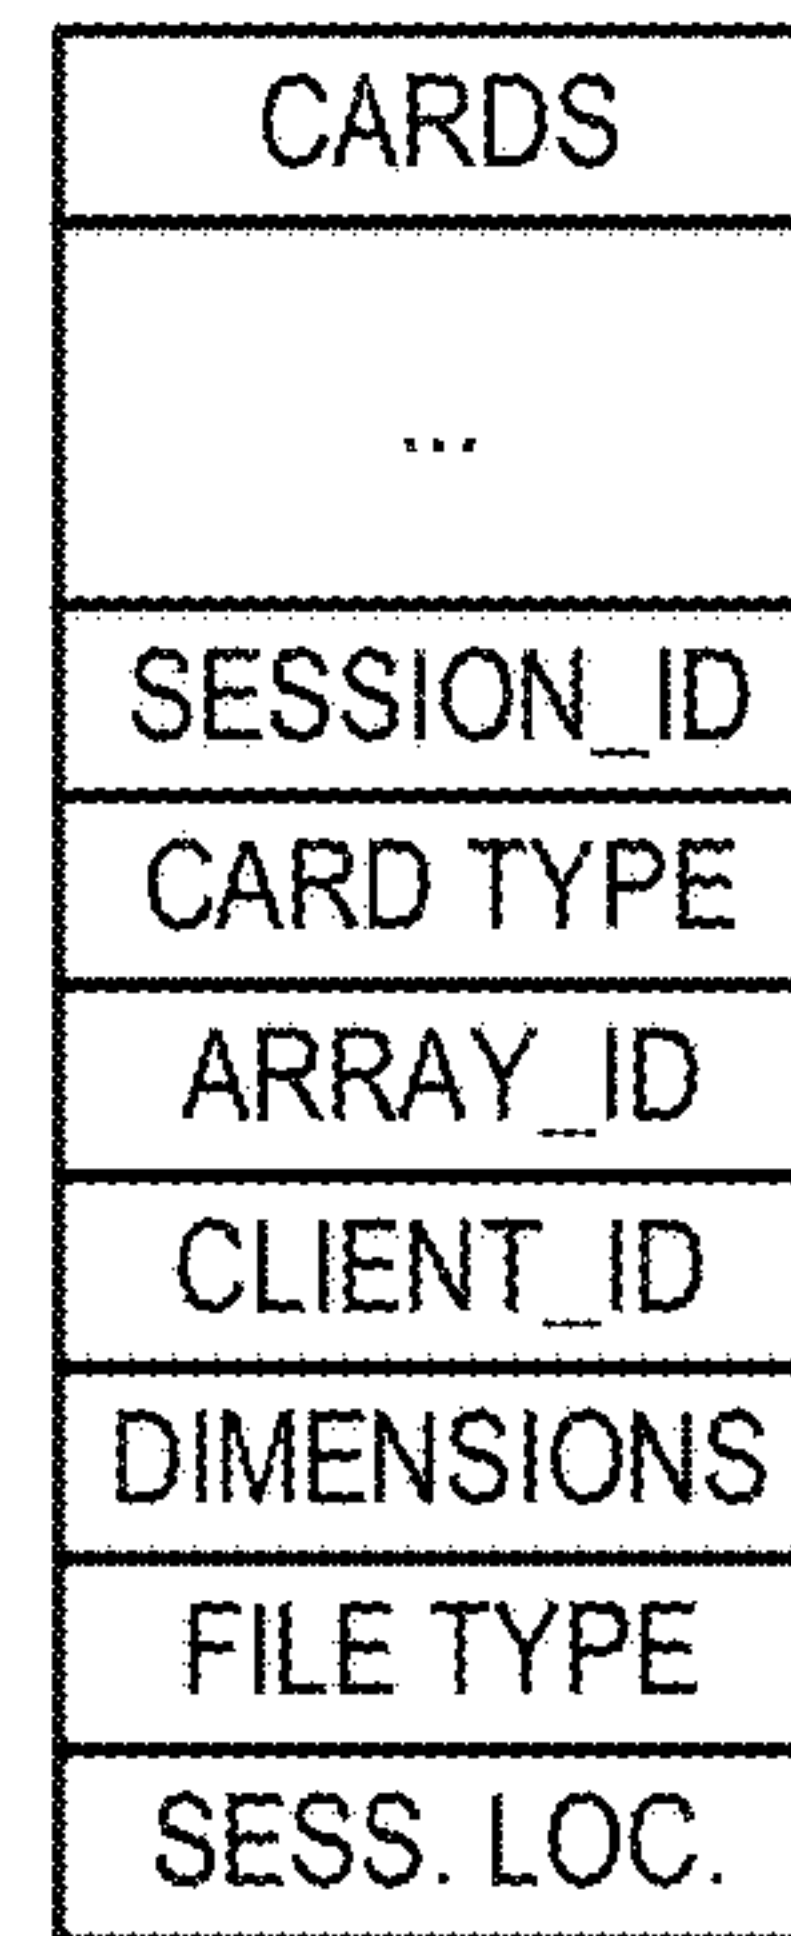 CARDS
...
SESSION_ID
CARD TYPE
ARRAY_ID
CLIENT_ID
DIMENSIONS
FILE TYPE
SESS. LOC.